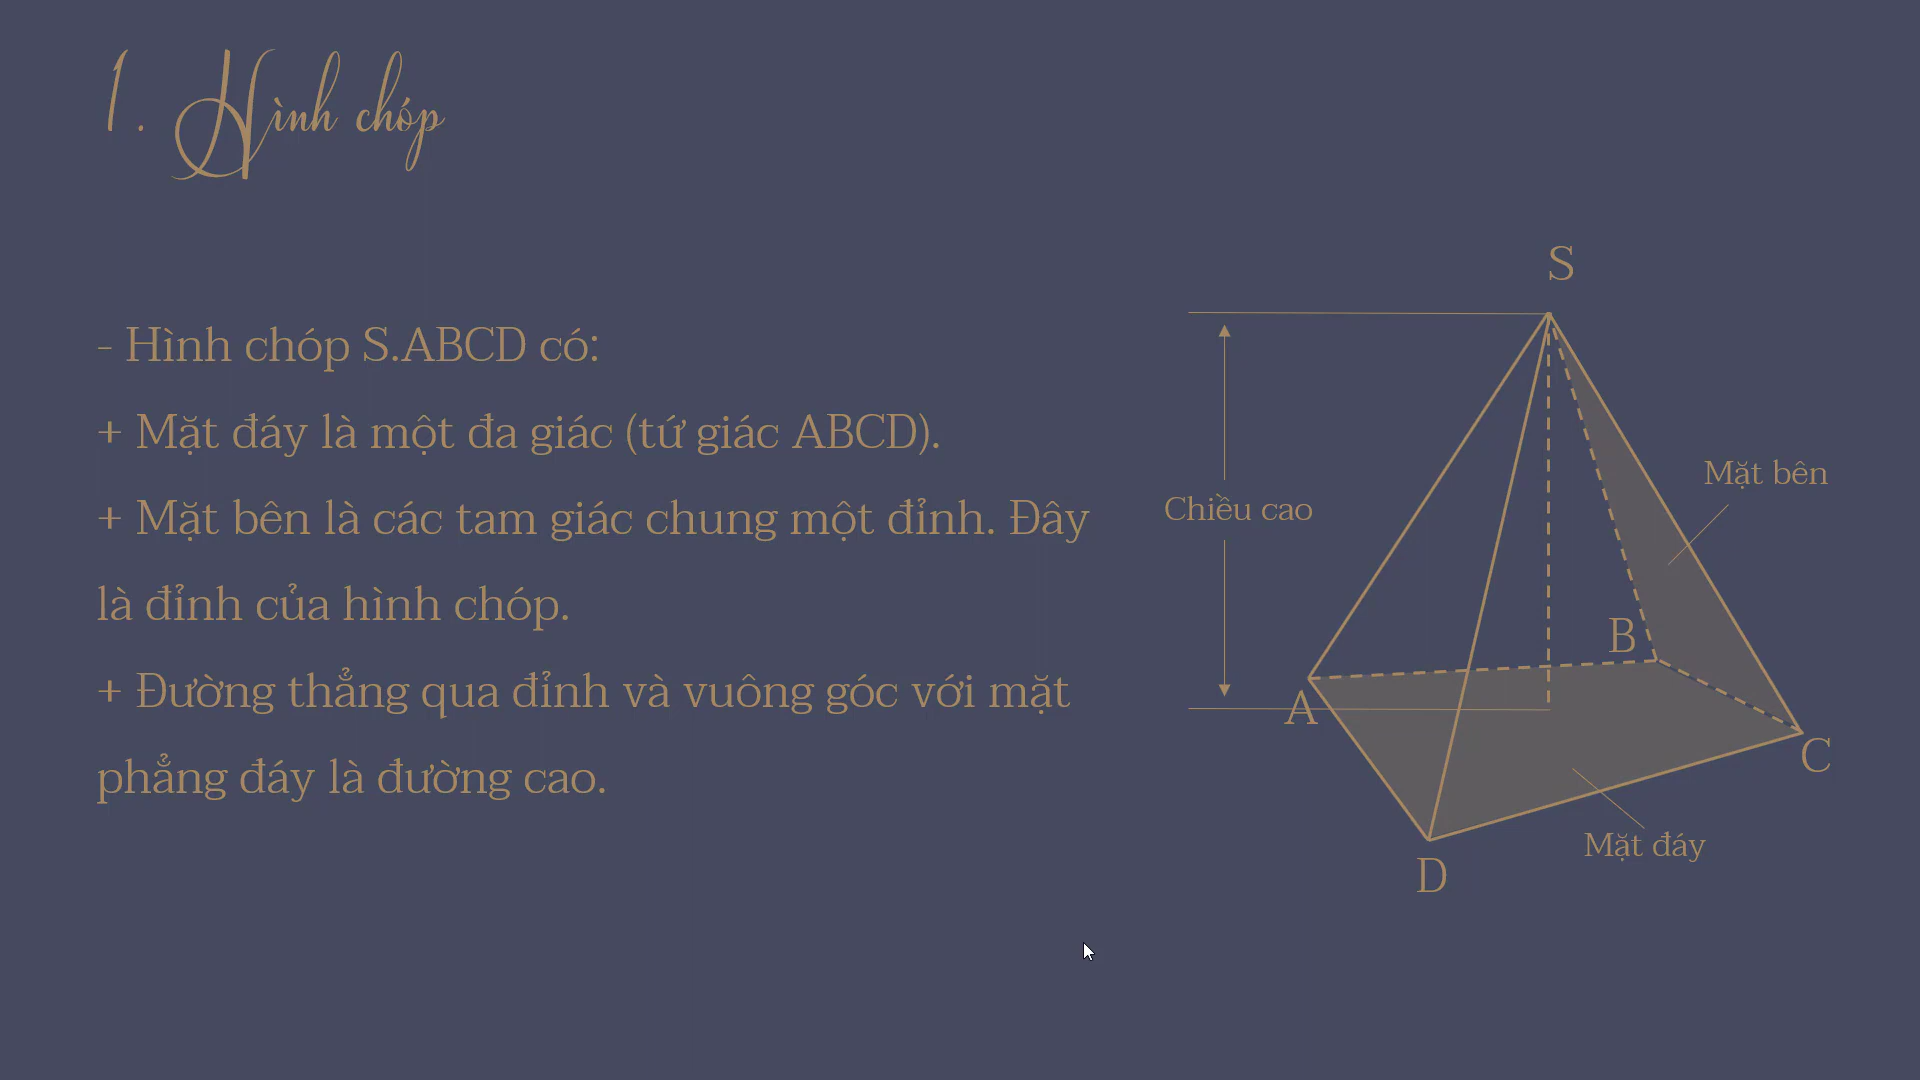 1. Hình chóp
- Hình chóp S.ABCD có:
+ Mặt đáy là một đa giác (tứ giác ABCD).
+ Mặt bên là các tam giác chung một đỉnh. Đây
là đỉnh của hình chóp.
+ Đường thẳng qua đỉnh và vuông góc với mặt
phẳng đáy là đường cao.
S
Mặt bên
Chiều cao
B
A
C
Mặt đáy
D